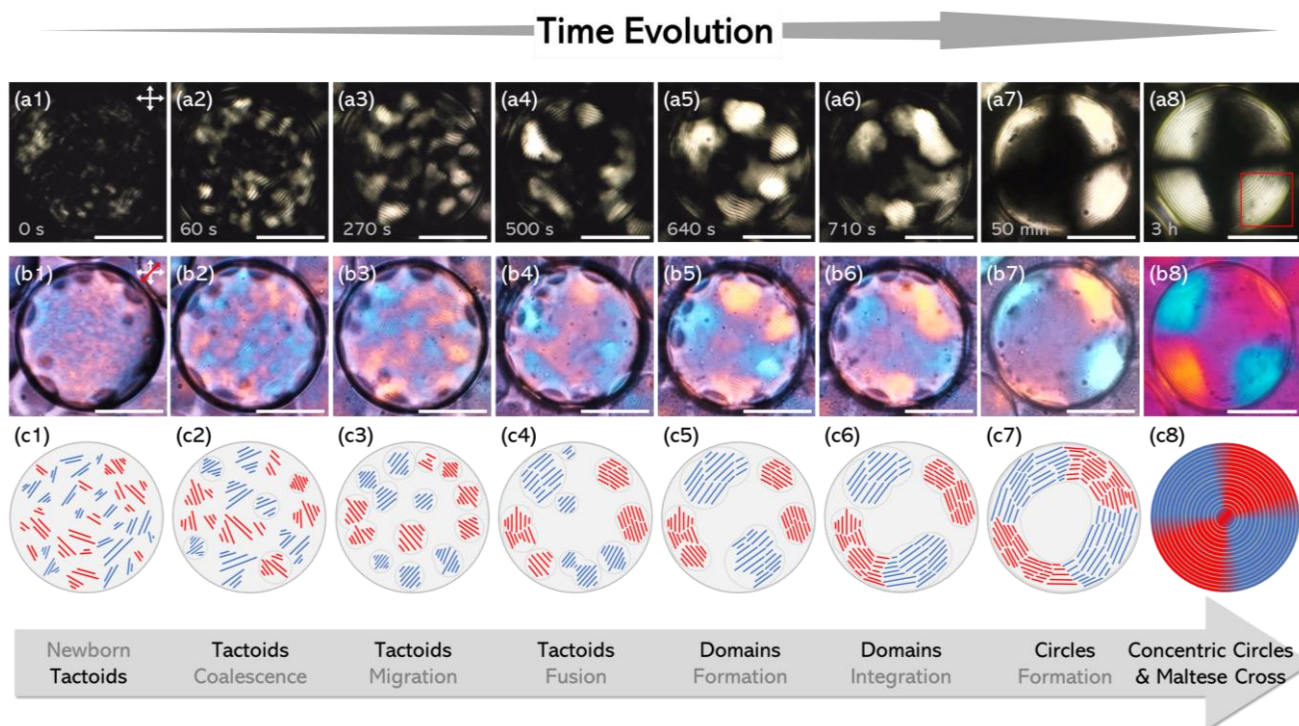 Time Evolution
(a1) (a2) (a3) (a4) (a5) (a6) (a7) (a8)
0 s 60 s 270 s 500 s 640 s 710 s 50 min 3 h
(b1) (b2) (b3) (b4) (b5) (b6) (b7) (b8)
(c1) (c2) (c3) (c4) (c5) (c6) (c7) (c8)
Newborn Tactoids Tactoids Tactoids Domains Domains Circles Concentric Circles
Tactoids Coalescence Migration Fusion Formation Integration Formation & Maltese Cross